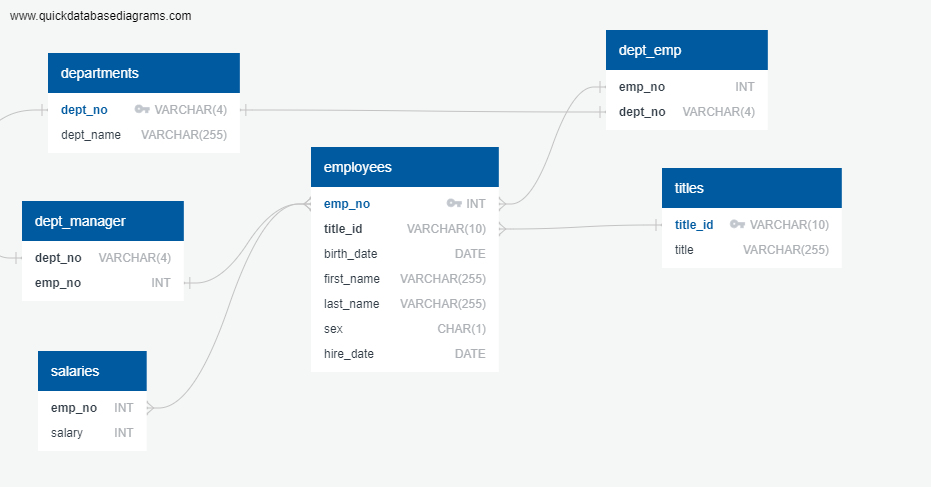 www.quickdatabasediagrams.com
departments
dept_no VARCHAR(4)
dept_name VARCHAR(255)
dept_emp
emp_no INT
dept_no VARCHAR(4)
employees
emp_no INT
title_id VARCHAR(10)
birth_date DATE
first_name VARCHAR(255)
last_name VARCHAR(255)
sex CHAR(1)
hire_date DATE
titles
title_id VARCHAR(10)
title VARCHAR(255)
dept_manager
dept_no VARCHAR(4)
emp_no INT
salaries
emp_no INT
salary INT